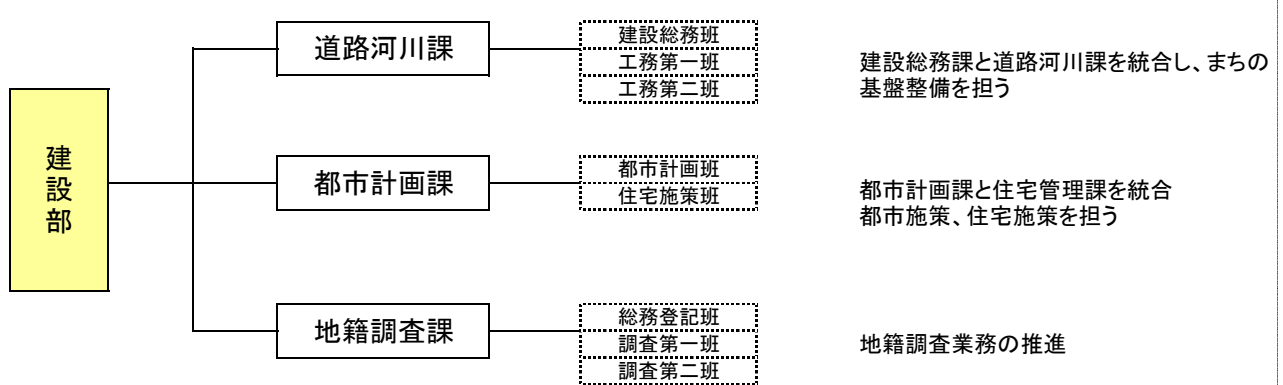 建設部
道路河川課
建設総務班
工務第一班
工務第二班
建設総務課と道路河川課を統合し、まちの
基盤整備を担う
都市計画課
都市計画班
住宅施策班
都市計画課と住宅管理課を統合
都市施策、住宅施策を担う
地籍調査課
総務登記班
調査第一班
調査第二班
地籍調査業務の推進